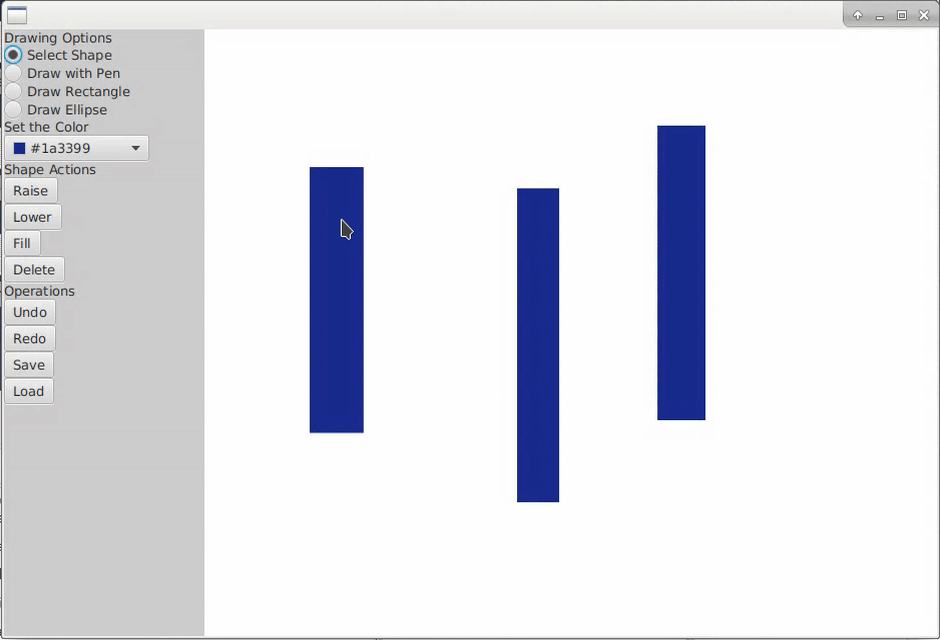 Drawing Options
Select Shape
Draw with Pen
Draw Rectangle
Draw Ellipse
Set the Color
#1a3399
Shape Actions
Raise
Lower
Fill
Delete
Operations
Undo
Redo
Save
Load